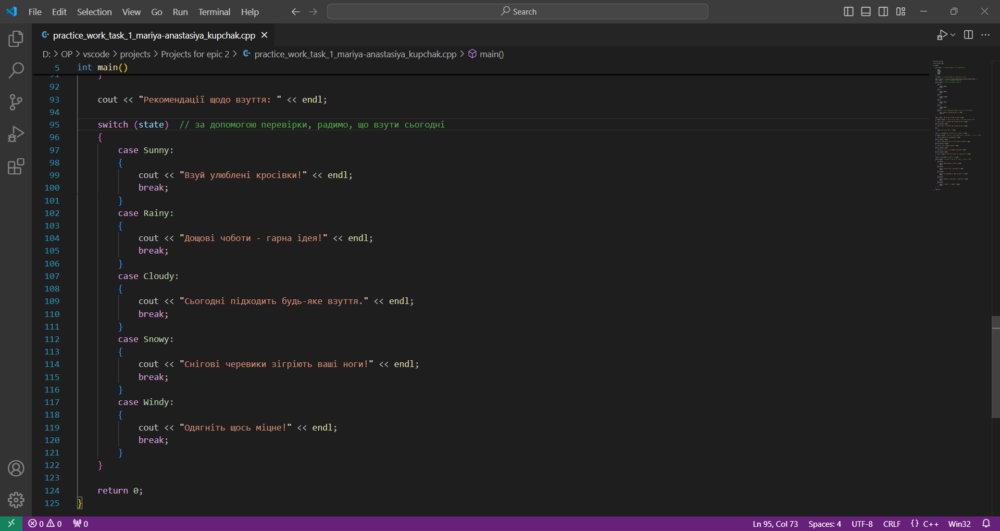 File Edit Selection View Go Run Terminal Help Search
practice_work_task_1_mariya-anastasiya_kupchak.cpp
D: > OP > vscode > projects > Projects for epic 2 > practice_work_task_1_mariya-anastasiya_kupchak.cpp > main()
5 int main()
91 }
92
93 cout << "Рекомендації щодо взуття: " << endl;
94
95 switch (state) // за допомогою перевірки, радимо, що взути сьогодні
96 {
97 case Sunny:
98 {
99 cout << "Взуй улюблені кросівки!" << endl;
100 break;
101 }
102 case Rainy:
103 {
104 cout << "Дощові чоботи - гарна ідея!" << endl;
105 break;
106 }
107 case Cloudy:
108 {
109 cout << "Сьогодні підходить будь-яке взуття." << endl;
110 break;
111 }
112 case Snowy:
113 {
114 cout << "Снігові черевики зігріють ваші ноги!" << endl;
115 break;
116 }
117 case Windy:
118 {
119 cout << "Одягніть щось міцне!" << endl;
120 break;
121 }
122 }
123
124 return 0;
125 }
0 0 0 Ln 95, Col 73 Spaces: 4 UTF-8 CRLF {} C++ Win32